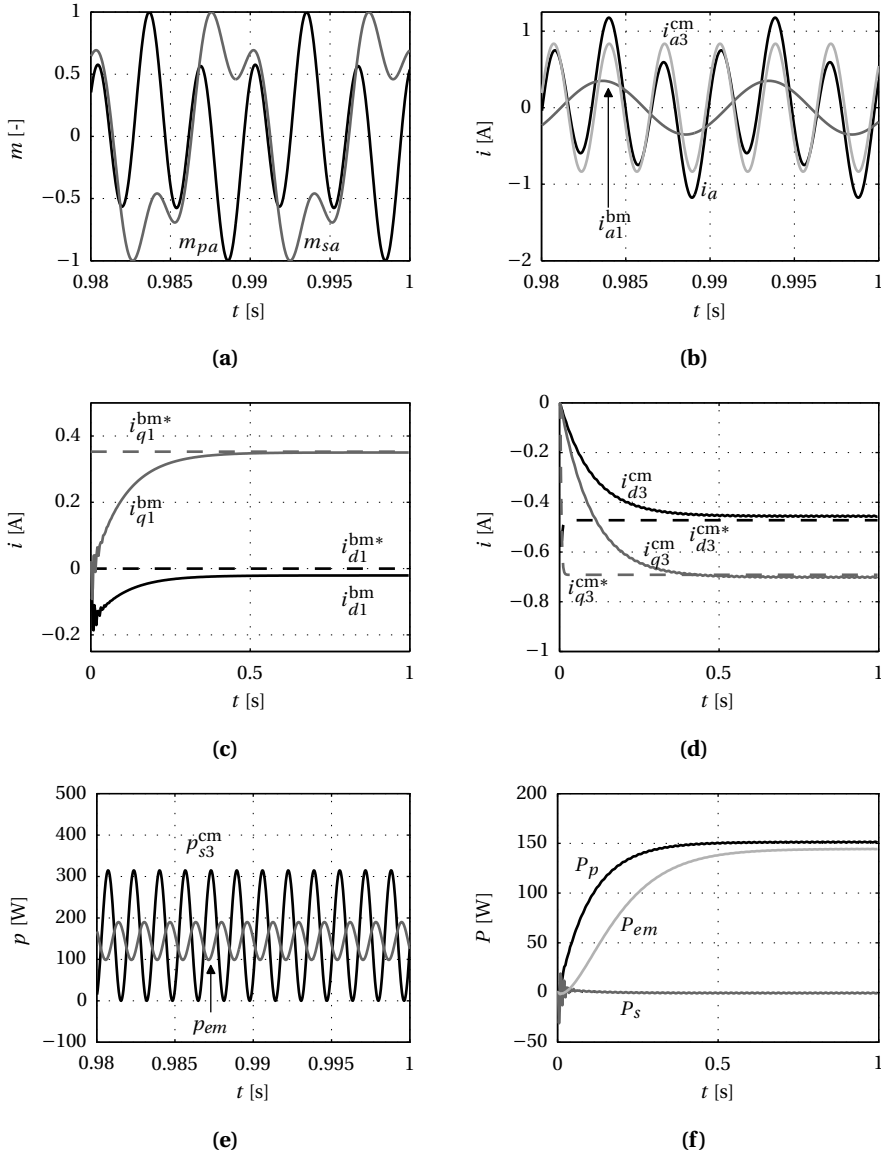 1
0.5
0
−0.5
−1
0.98
0.985
0.99
0.995
1
m [-]
t [s]
m_pa
m_sa
(a)
2
1
0
−1
−2
0.98
0.985
0.99
0.995
1
i [A]
t [s]
i_a3^cm
i_a
i_a1^bm
(b)
0.4
0.2
0
−0.2
0
0.5
1
i [A]
t [s]
i_q1^bm*
i_q1^bm
i_d1^bm*
i_d1^bm
(c)
0
−0.2
−0.4
−0.6
−0.8
−1
0
0.5
1
i [A]
t [s]
i_d3^cm
i_d3^cm*
i_q3^cm
i_q3^cm*
(d)
500
400
300
200
100
0
−100
0.98
0.985
0.99
0.995
1
p [W]
t [s]
p_s3^cm
p_em
(e)
200
150
100
50
0
−50
0
0.5
1
P [W]
t [s]
P_p
P_em
P_s
(f)